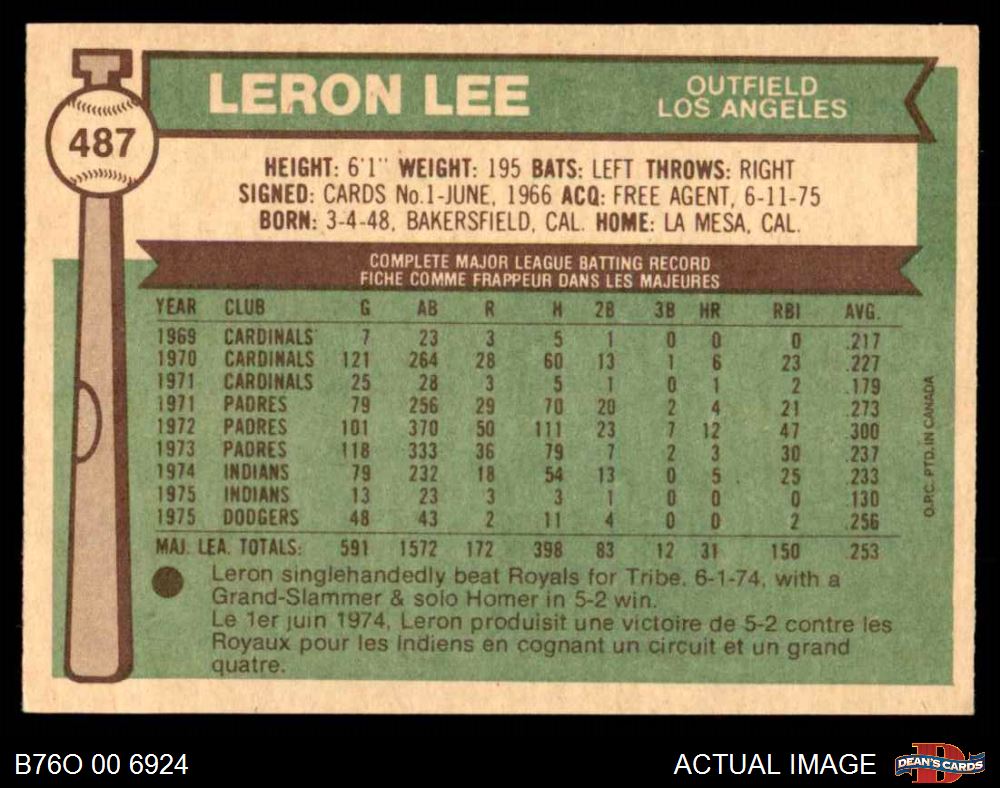 LERON LEE
OUTFIELD
LOS ANGELES
487
HEIGHT: 6'1" WEIGHT: 195 BATS: LEFT THROWS: RIGHT
SIGNED: CARDS No.1-JUNE, 1966 ACQ: FREE AGENT, 6-11-75
BORN: 3-4-48, BAKERSFIELD, CAL. HOME: LA MESA, CAL.
COMPLETE MAJOR LEAGUE BATTING RECORD
FICHE COMME FRAPPEUR DANS LES MAJEURES
YEAR CLUB G AB R H 2B 3B HR RBI AVG.
1969 CARDINALS 7 23 3 5 1 0 0 0 .217
1970 CARDINALS 121 264 28 60 13 1 6 23 .227
1971 CARDINALS 25 28 3 5 1 0 1 2 .179
1971 PADRES 79 256 29 70 20 2 4 21 .273
1972 PADRES 101 370 50 111 23 7 12 47 .300
1973 PADRES 118 333 36 79 7 2 3 30 .237
1974 INDIANS 79 232 18 54 13 0 5 25 .233
1975 INDIANS 13 23 3 3 1 0 0 0 .130
1975 DODGERS 48 43 2 11 4 0 0 2 .256
MAJ. LEA. TOTALS: 591 1572 172 398 83 12 31 150 .253
Leron singlehandedly beat Royals for Tribe, 6-1-74, with a
Grand-Slammer & solo Homer in 5-2 win.
Le 1er juin 1974, Leron produisit une victoire de 5-2 contre les
Royaux pour les Indiens en cognant un circuit et un grand
quatre.
O.P.C. PTD. IN CANADA
B76O 00 6924
ACTUAL IMAGE
DEAN'S CARDS